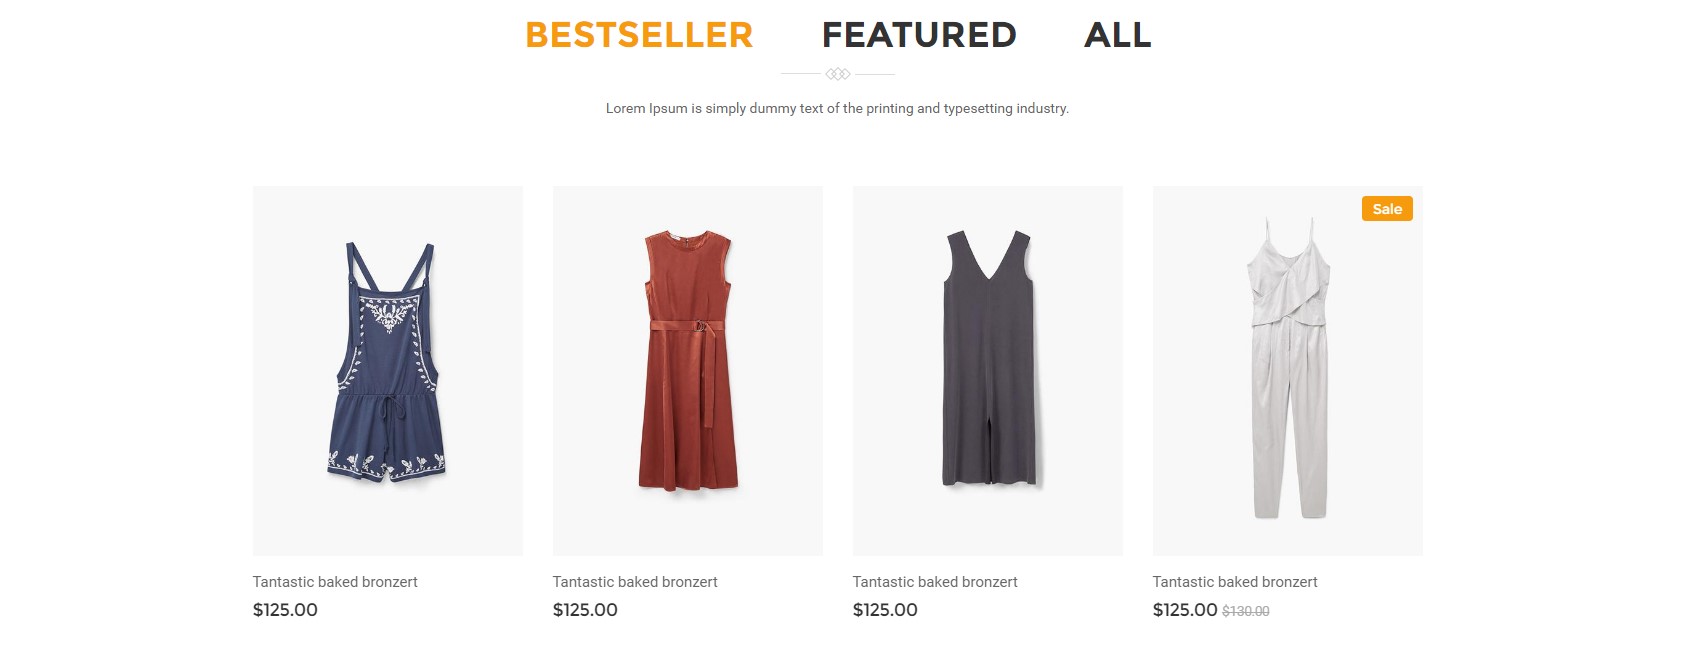 BESTSELLER FEATURED ALL
Lorem Ipsum is simply dummy text of the printing and typesetting industry.
Sale
Tantastic baked bronzert
$125.00
Tantastic baked bronzert
$125.00
Tantastic baked bronzert
$125.00
Tantastic baked bronzert
$125.00 $130.00